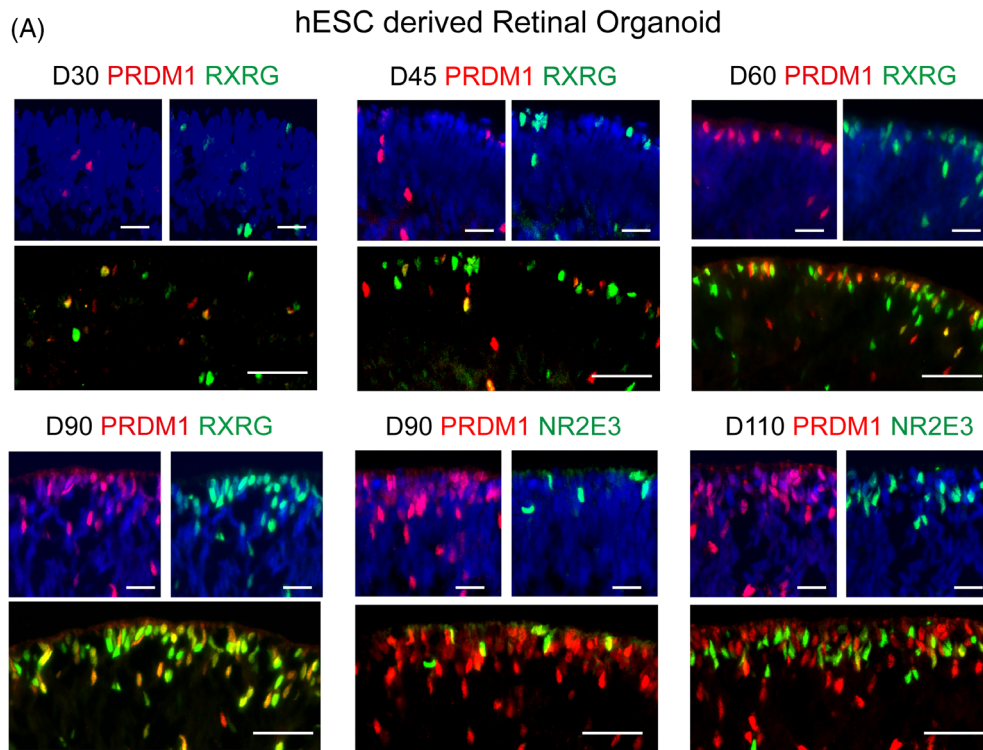 (A)
hESC derived Retinal Organoid
D30 PRDM1 RXRG
D45 PRDM1 RXRG
D60 PRDM1 RXRG
D90 PRDM1 RXRG
D90 PRDM1 NR2E3
D110 PRDM1 NR2E3